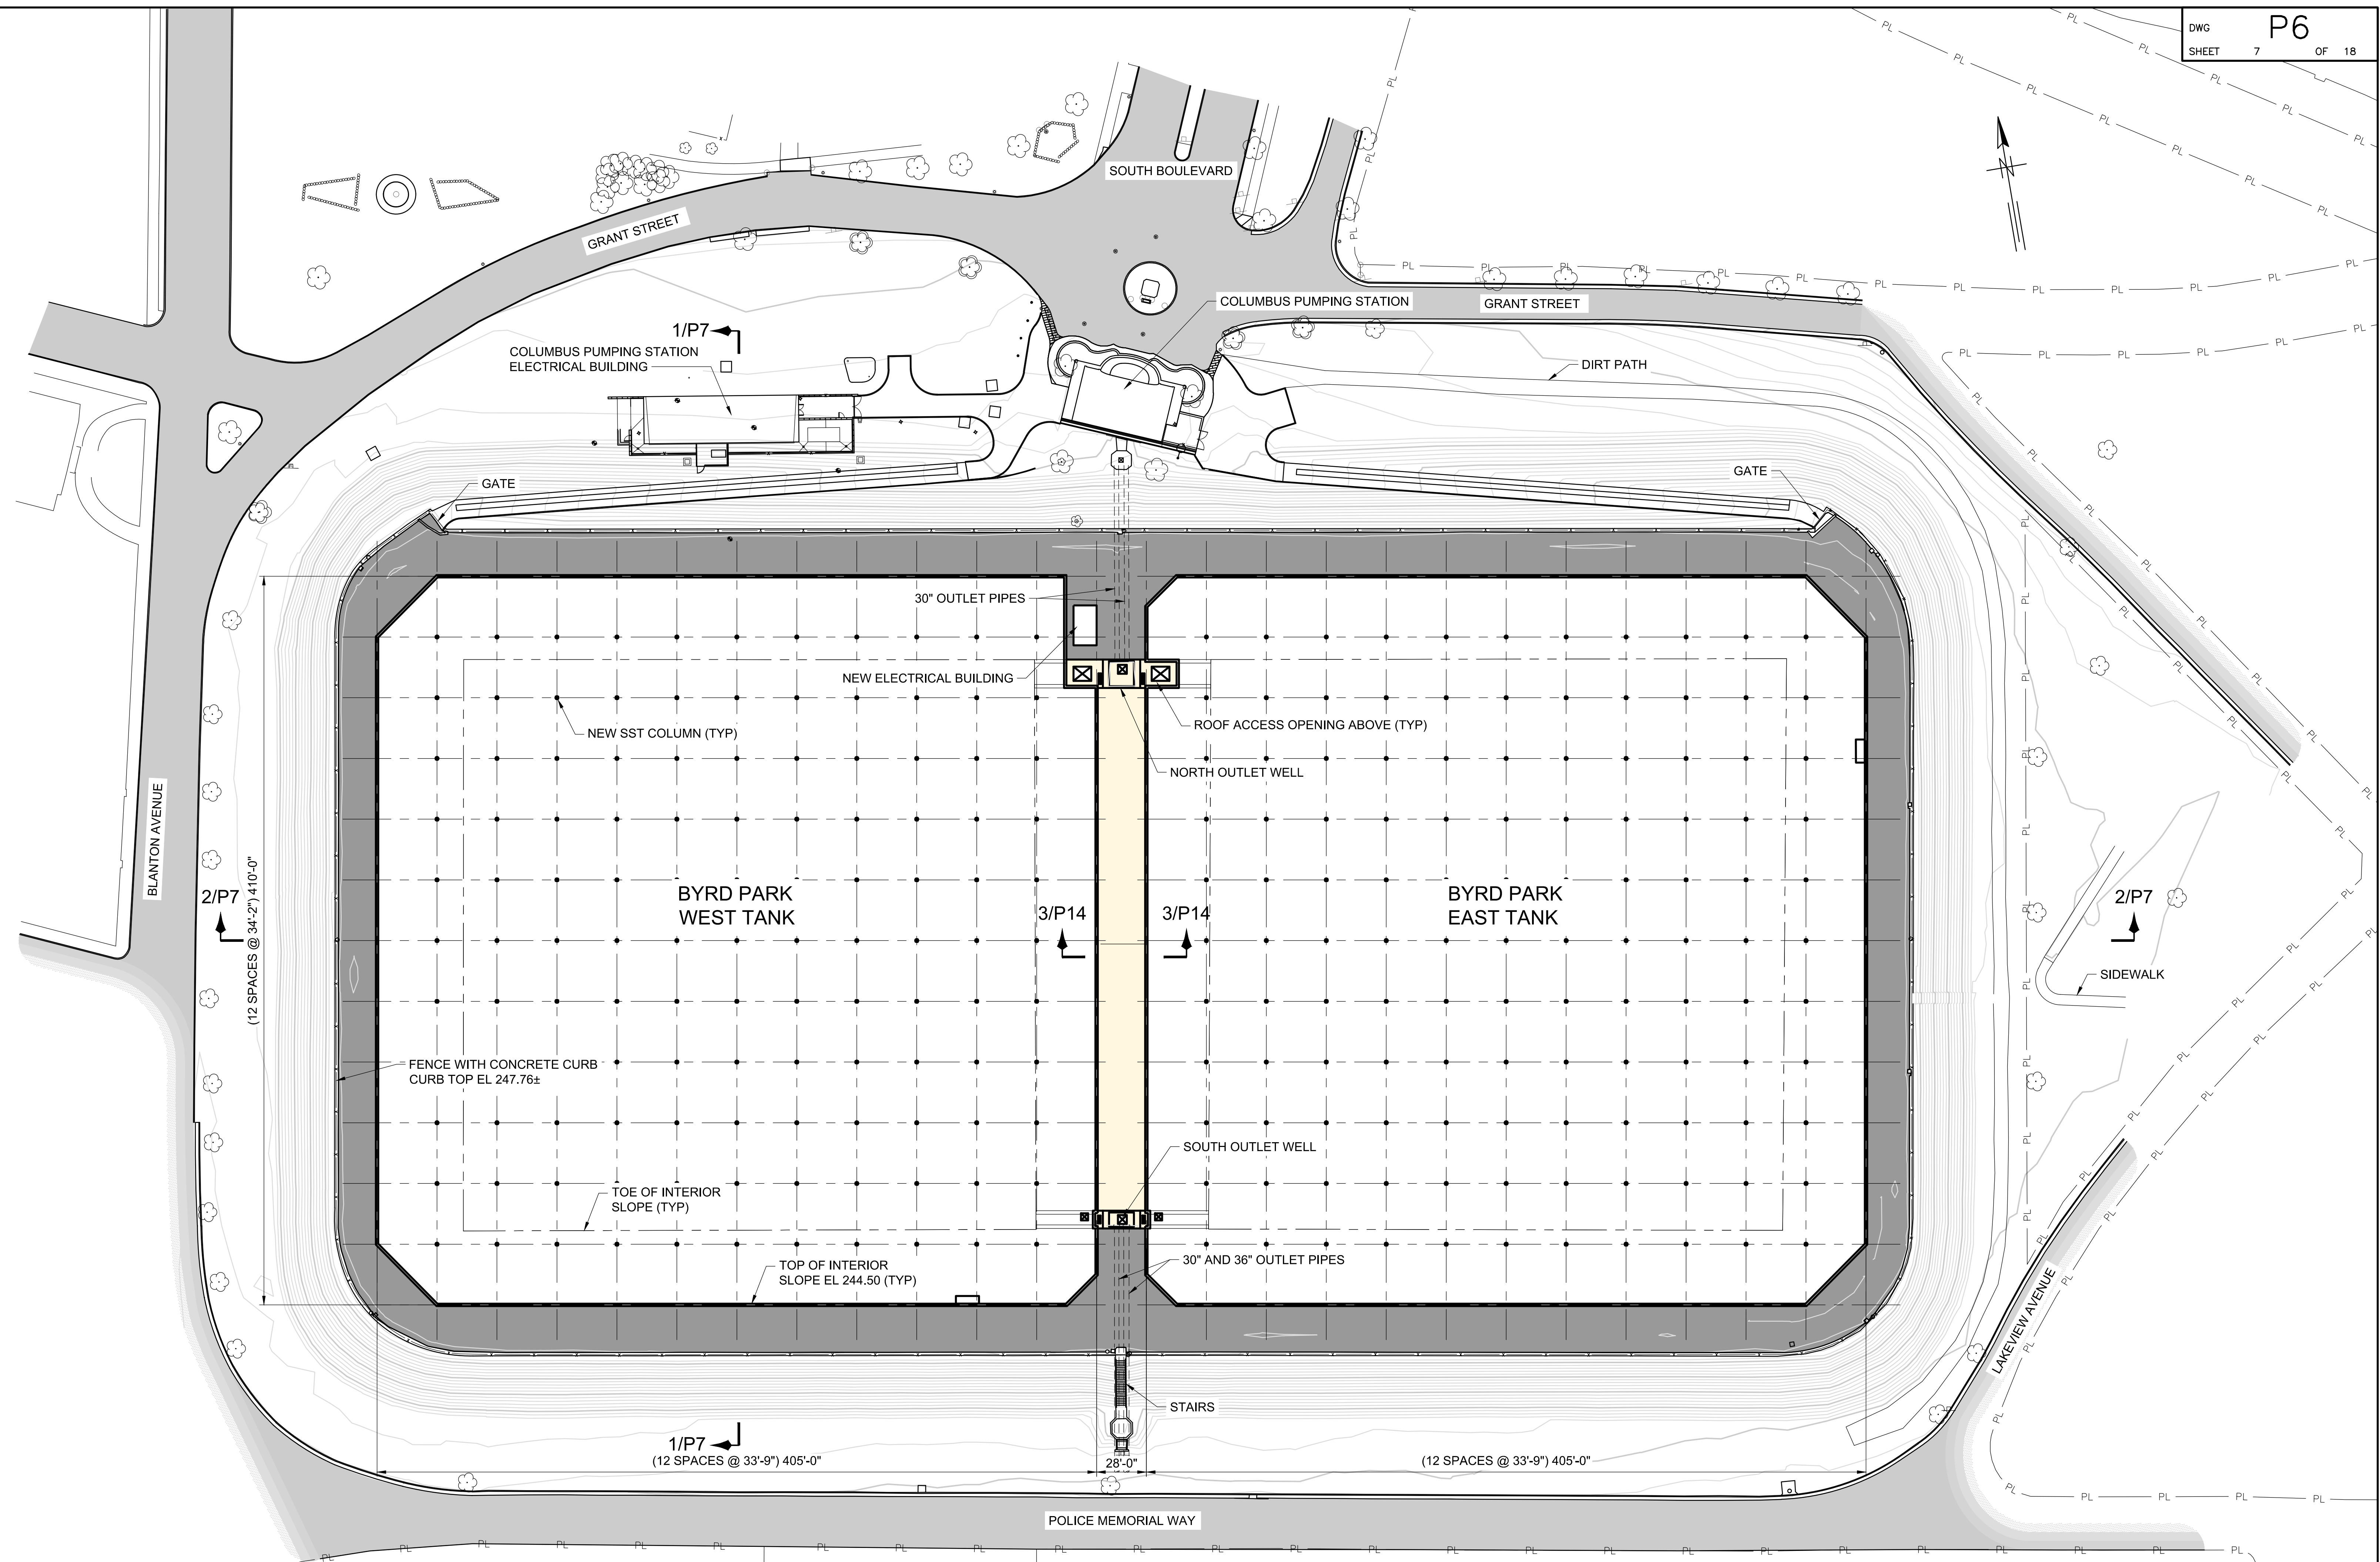 DWG P6
SHEET 7 OF 18
SOUTH BOULEVARD
GRANT STREET
N
COLUMBUS PUMPING STATION
GRANT STREET
1/P7
COLUMBUS PUMPING STATION
ELECTRICAL BUILDING
DIRT PATH
GATE
GATE
30" OUTLET PIPES
NEW ELECTRICAL BUILDING
ROOF ACCESS OPENING ABOVE (TYP)
NEW SST COLUMN (TYP)
NORTH OUTLET WELL
BLANTON AVENUE
2/P7
(12 SPACES @ 34'-2") 410'-0"
BYRD PARK
WEST TANK
3/P14
3/P14
BYRD PARK
EAST TANK
2/P7
SIDEWALK
FENCE WITH CONCRETE CURB
CURB TOP EL 247.76±
SOUTH OUTLET WELL
TOE OF INTERIOR
SLOPE (TYP)
TOP OF INTERIOR
SLOPE EL 244.50 (TYP)
30" AND 36" OUTLET PIPES
LAKEVIEW AVENUE
STAIRS
1/P7
(12 SPACES @ 33'-9") 405'-0"
28'-0"
(12 SPACES @ 33'-9") 405'-0"
POLICE MEMORIAL WAY
PL